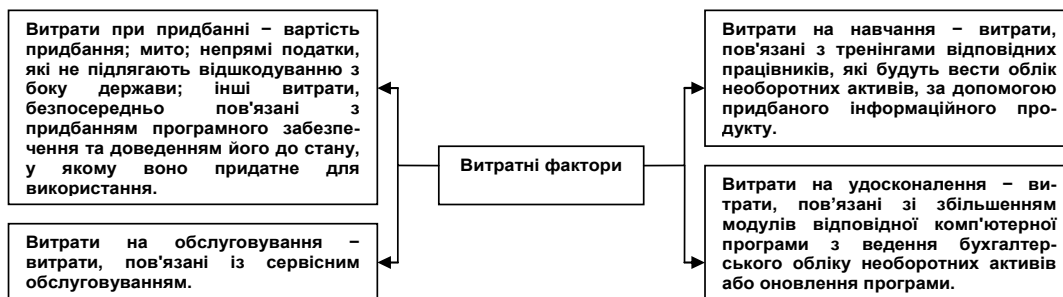 Витрати при придбанні − вартість
придбання; мито; непрямі податки,
які не підлягають відшкодуванню з
боку держави; інші витрати,
безпосередньо пов'язані з
придбанням програмного забезпе-
чення та доведенням його до стану,
у якому воно придатне для
використання.
Витрати на обслуговування −
витрати, пов'язані із сервісним
обслуговуванням.
Витратні фактори
Витрати на навчання − витрати,
пов'язані з тренінгами відповідних
працівників, які будуть вести облік
необоротних активів, за допомогою
придбаного інформаційного про-
дукту.
Витрати на удосконалення − ви-
трати, пов’язані зі збільшенням
модулів відповідної комп'ютерної
програми з ведення бухгалтер-
ського обліку необоротних активів
або оновлення програми.